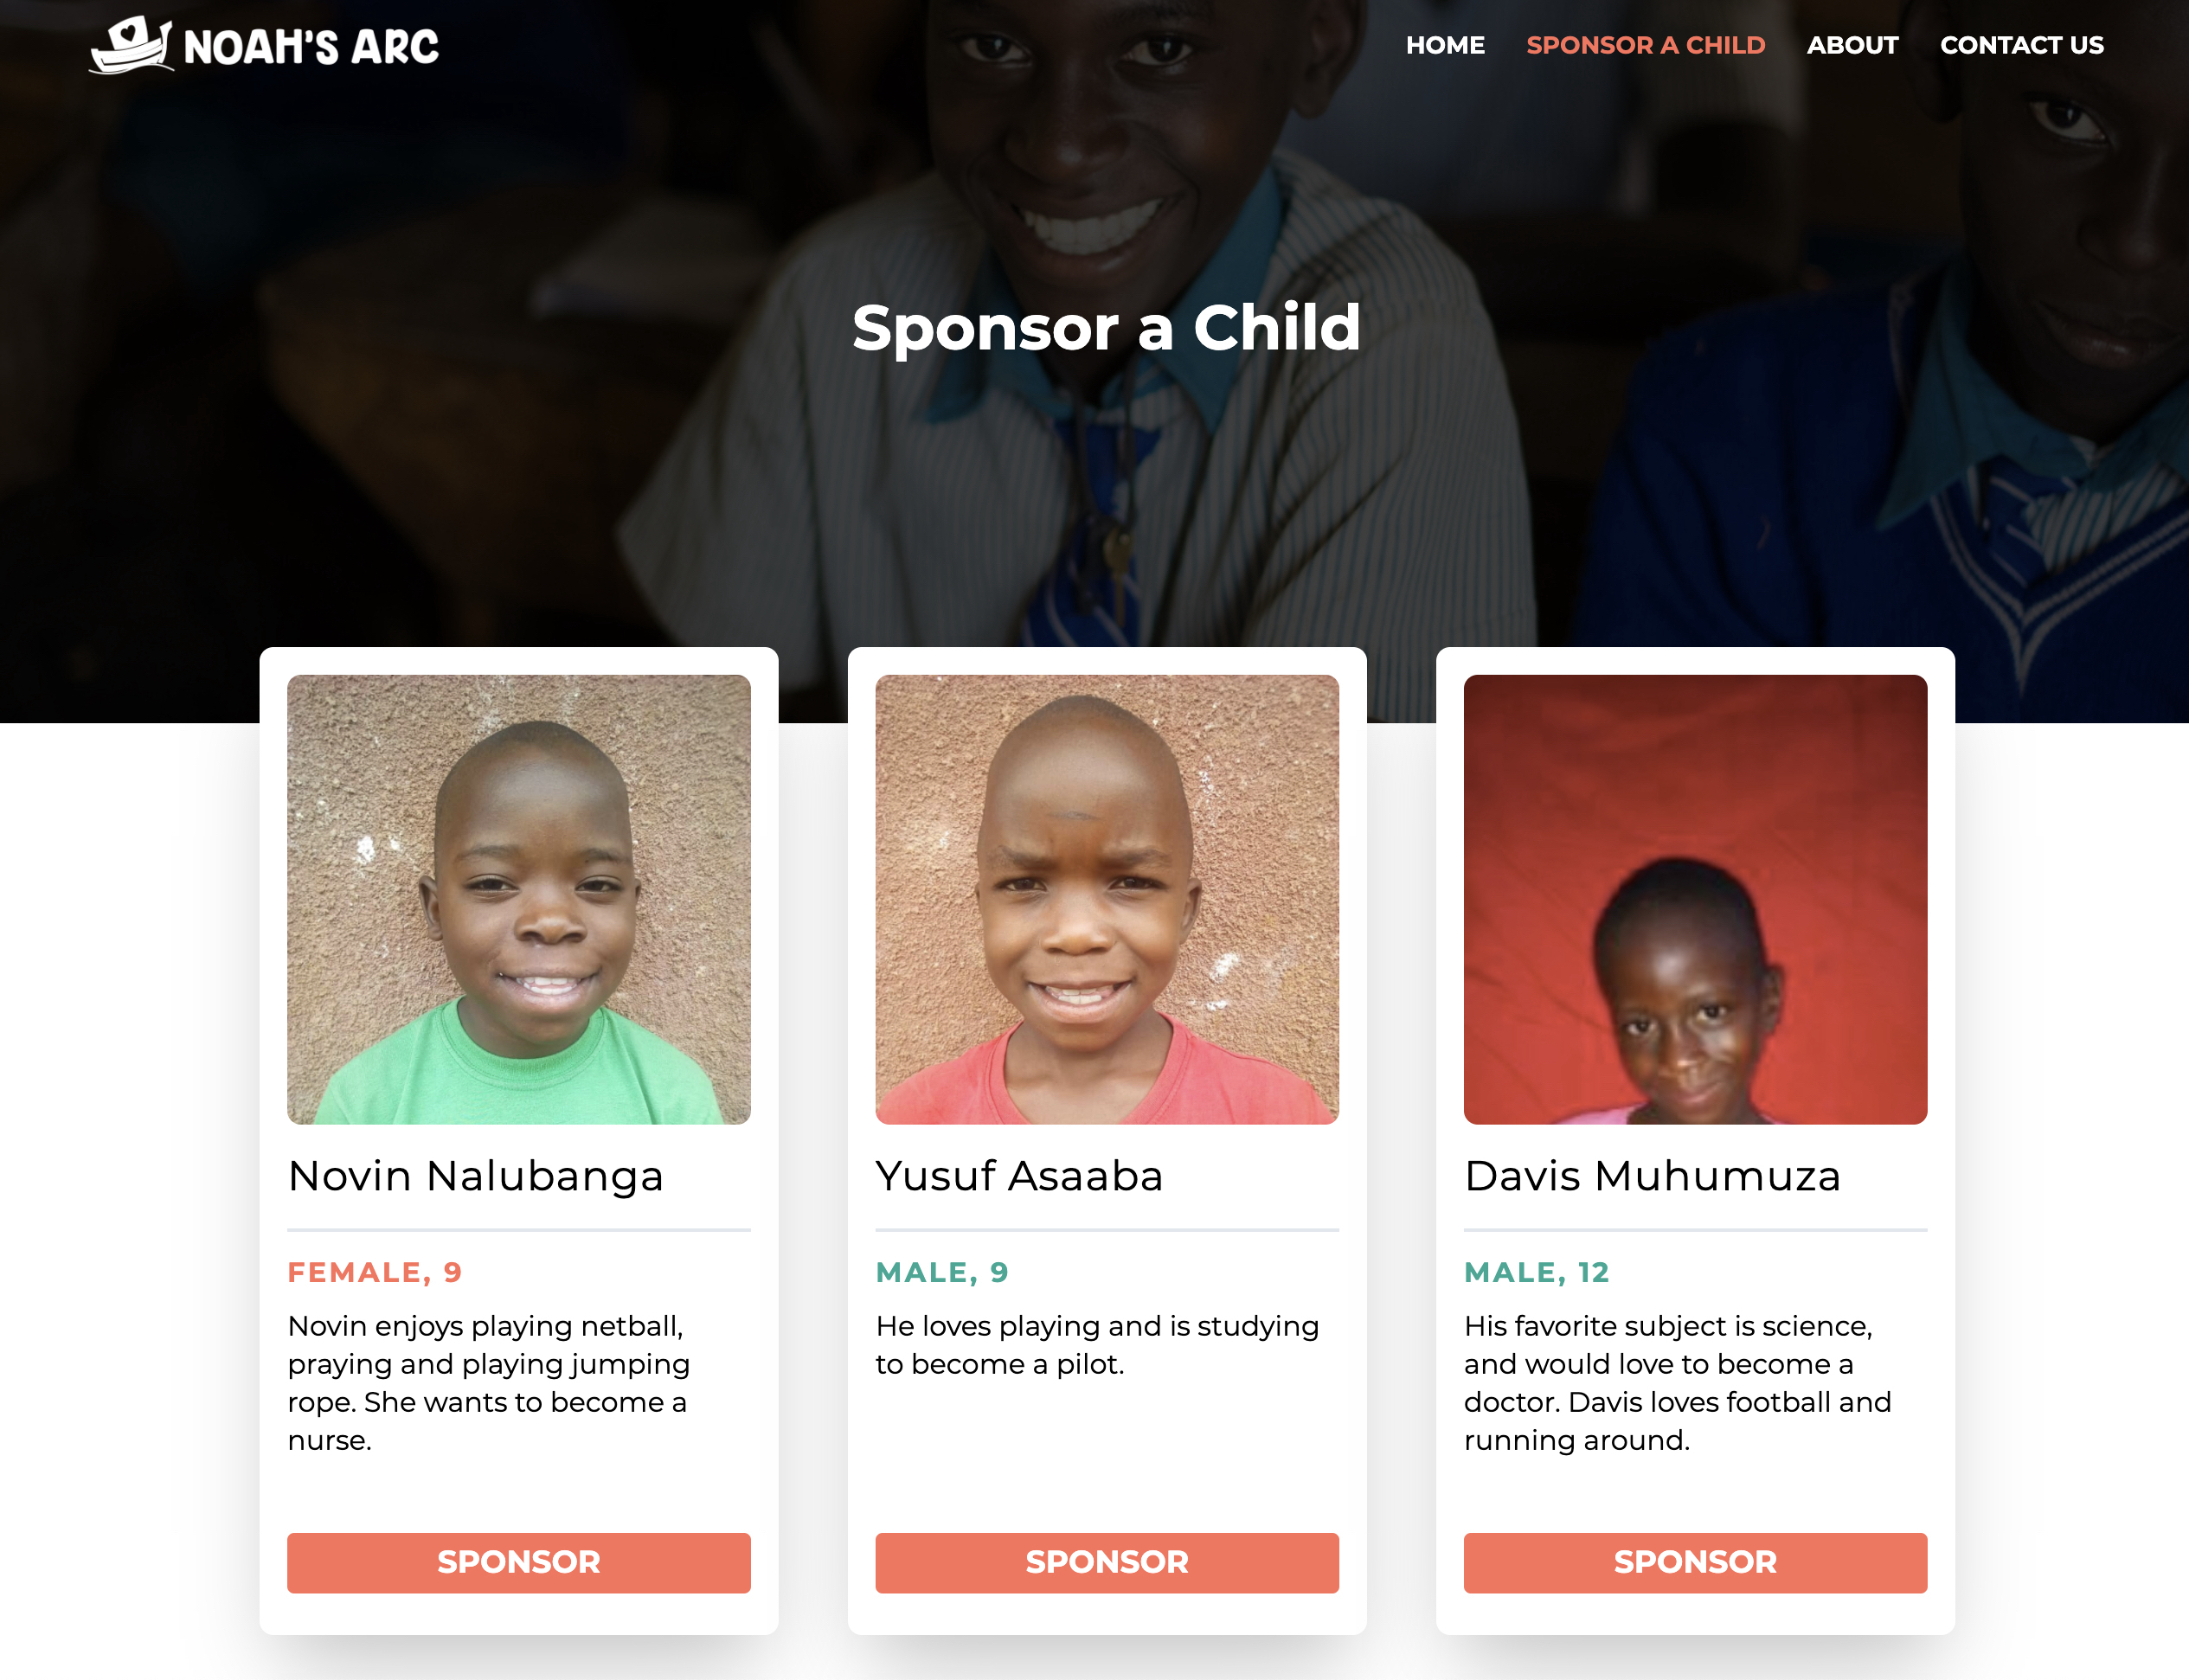 NOAH'S ARC
HOME
SPONSOR A CHILD
ABOUT
CONTACT US
Sponsor a Child
Novin Nalubanga
FEMALE, 9
Novin enjoys playing netball,
praying and playing jumping
rope. She wants to become a
nurse.
SPONSOR
Yusuf Asaaba
MALE, 9
He loves playing and is studying
to become a pilot.
SPONSOR
Davis Muhumuza
MALE, 12
His favorite subject is science,
and would love to become a
doctor. Davis loves football and
running around.
SPONSOR